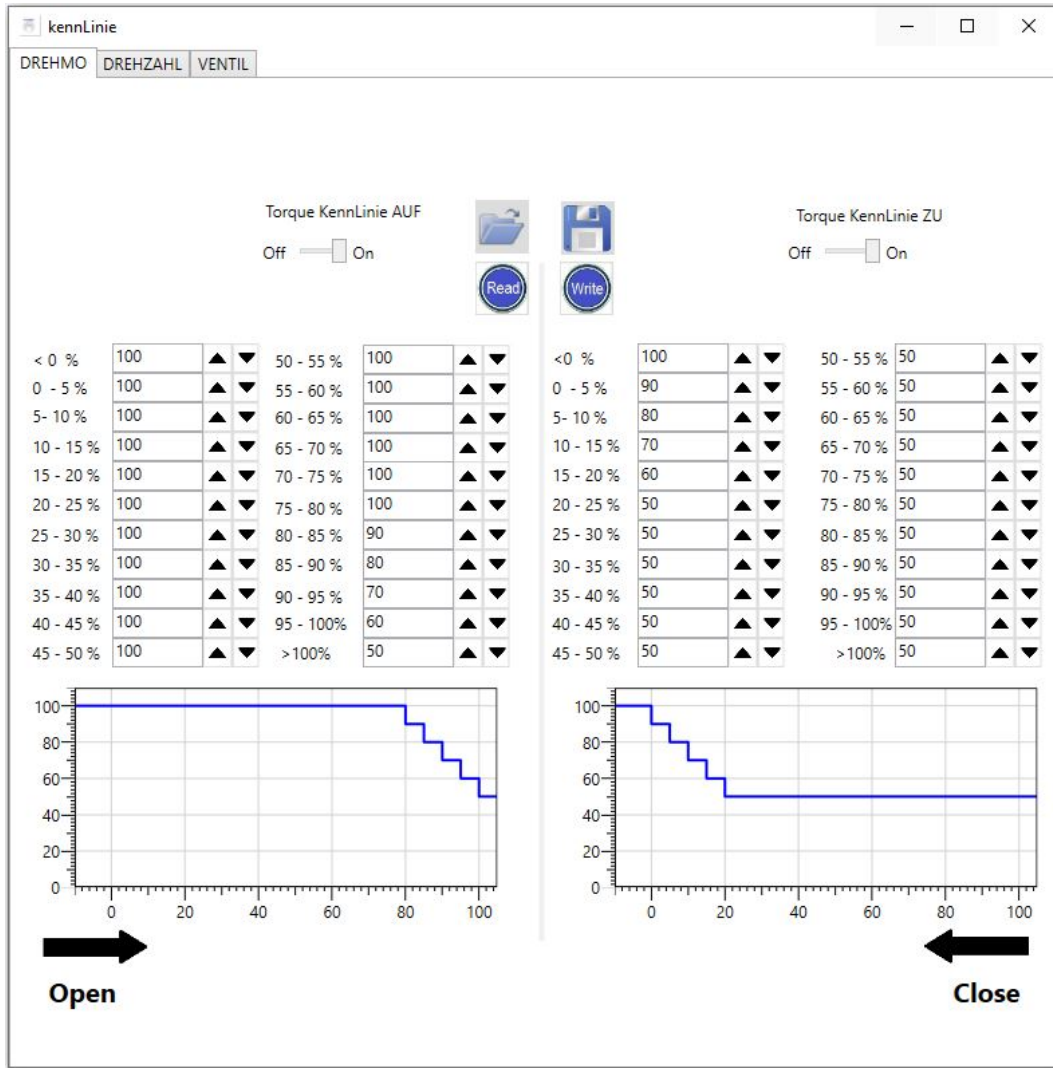 kennLinie
DREHMO DREHZAHL VENTIL
Torque KennLinie AUF
Off On
Read
Write
Torque KennLinie ZU
Off On
< 0 % 100 50 - 55 % 100
0 - 5 % 100 55 - 60 % 100
5- 10 % 100 60 - 65 % 100
10 - 15 % 100 65 - 70 % 100
15 - 20 % 100 70 - 75 % 100
20 - 25 % 100 75 - 80 % 100
25 - 30 % 100 80 - 85 % 90
30 - 35 % 100 85 - 90 % 80
35 - 40 % 100 90 - 95 % 70
40 - 45 % 100 95 - 100% 60
45 - 50 % 100 >100% 50
<0 % 100 50 - 55 % 50
0 - 5 % 90 55 - 60 % 50
5- 10 % 80 60 - 65 % 50
10 - 15 % 70 65 - 70 % 50
15 - 20 % 60 70 - 75 % 50
20 - 25 % 50 75 - 80 % 50
25 - 30 % 50 80 - 85 % 50
30 - 35 % 50 85 - 90 % 50
35 - 40 % 50 90 - 95 % 50
40 - 45 % 50 95 - 100% 50
45 - 50 % 50 >100% 50
100
80
60
40
20
0
0 20 40 60 80 100
100
80
60
40
20
0
0 20 40 60 80 100
Open
Close